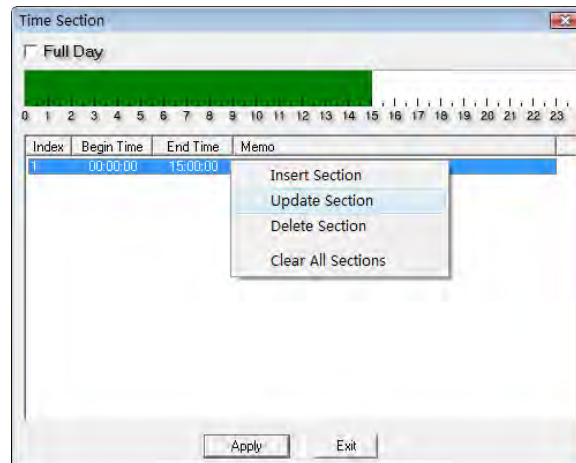 Time Section
Full Day
0 1 2 3 4 5 6 7 8 9 10 11 12 13 14 15 16 17 18 19 20 21 22 23
Index Begin Time End Time Memo
1 00:00:00 15:00:00
Insert Section
Update Section
Delete Section
Clear All Sections
Apply Exit